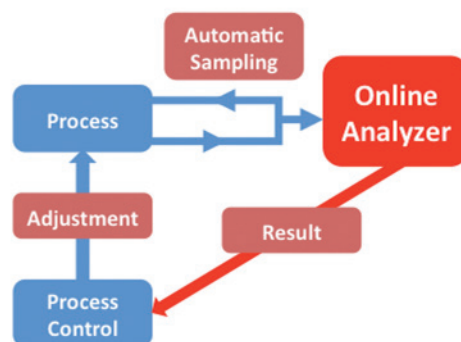 Automatic
Sampling
Process
Online
Analyzer
Adjustment
Result
Process
Control